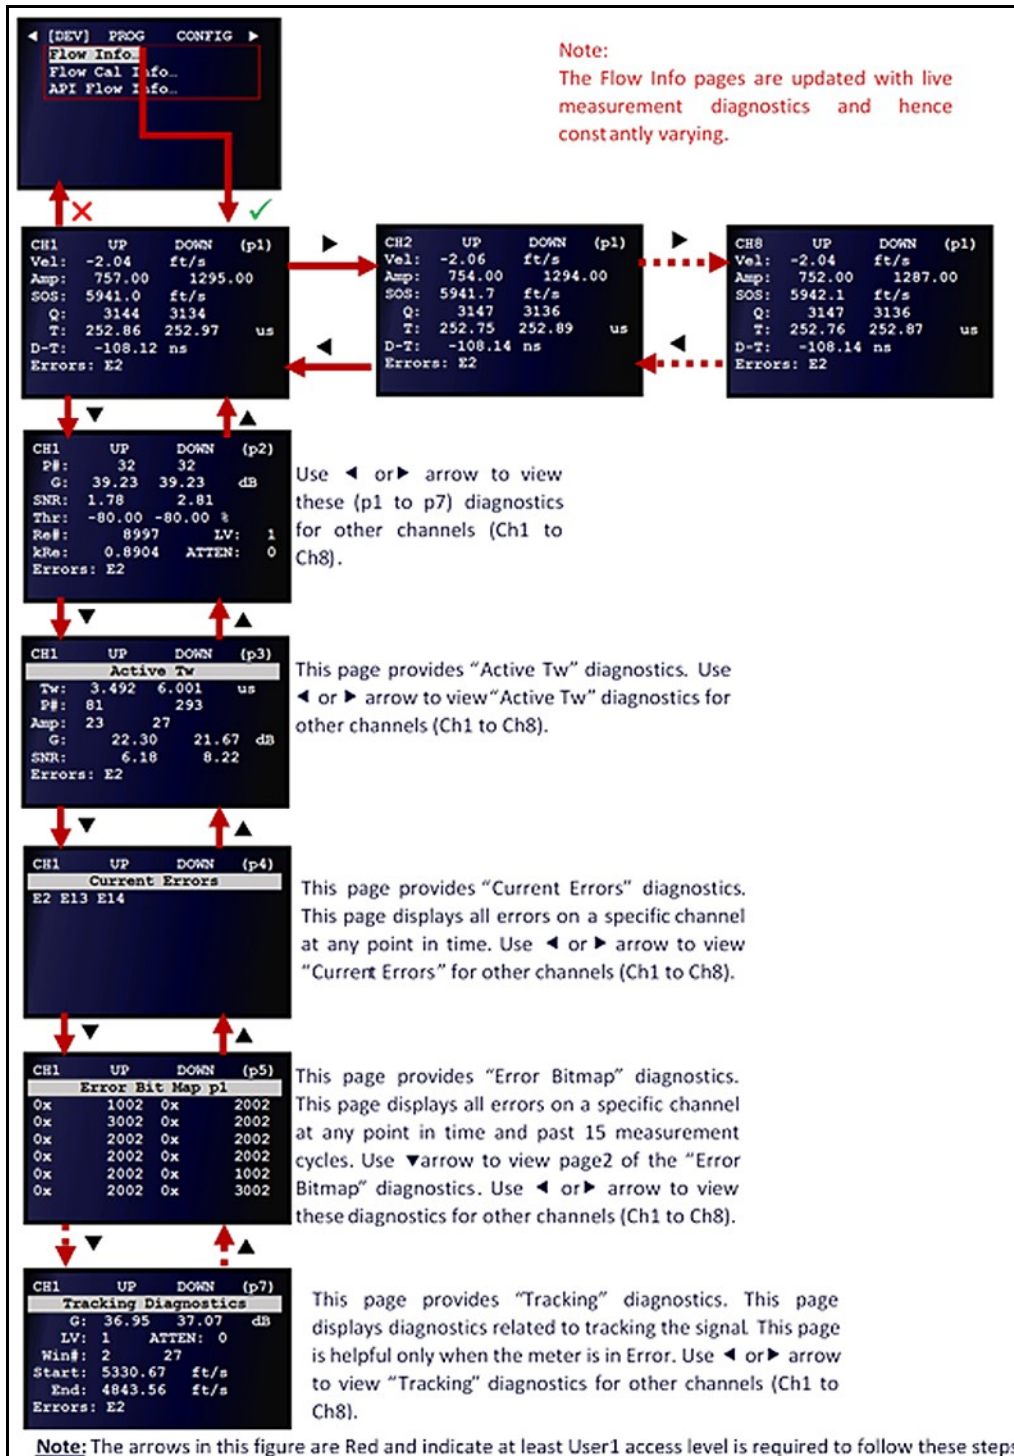 ◄ [DEV] PROG CONFIG ►
Flow Info…
Flow Cal Info…
API Flow Info…
Note:
The Flow Info pages are updated with live
measurement diagnostics and hence
constantly varying.
CH1 UP DOWN (p1)
Vel: -2.04 ft/s
Amp: 757.00 1295.00
SOS: 5941.0 ft/s
Q: 3144 3134
T: 252.86 252.97 us
D-T: -108.12 ns
Errors: E2
CH2 UP DOWN (p1)
Vel: -2.06 ft/s
Amp: 754.00 1294.00
SOS: 5941.7 ft/s
Q: 3147 3136
T: 252.75 252.89 us
D-T: -108.14 ns
Errors: E2
CH8 UP DOWN (p1)
Vel: -2.04 ft/s
Amp: 752.00 1287.00
SOS: 5942.1 ft/s
Q: 3147 3136
T: 252.76 252.87 us
D-T: -108.14 ns
Errors: E2
CH1 UP DOWN (p2)
P#: 32 32
G: 39.23 39.23 dB
SNR: 1.78 2.81
Thr: -80.00 -80.00 %
Re#: 8997 LV: 1
kRe: 0.8904 ATTEN: 0
Errors: E2
Use ◄ or► arrow to view
these (p1 to p7) diagnostics
for other channels (Ch1 to
Ch8).
CH1 UP DOWN (p3)
Active Tw
Tw: 3.492 6.001 us
P#: 81 293
Amp: 23 27
G: 22.30 21.67 dB
SNR: 6.18 8.22
Errors: E2
This page provides “Active Tw” diagnostics. Use
◄ or ► arrow to view “Active Tw” diagnostics for
other channels (Ch1 to Ch8).
CH1 UP DOWN (p4)
Current Errors
E2 E13 E14
This page provides “Current Errors” diagnostics.
This page displays all errors on a specific channel
at any point in time. Use ◄ or ► arrow to view
“Current Errors” for other channels (Ch1 to Ch8).
CH1 UP DOWN (p5)
Error Bit Map p1
0x 1002 0x 2002
0x 3002 0x 2002
0x 2002 0x 2002
0x 2002 0x 2002
0x 2002 0x 1002
0x 2002 0x 3002
This page provides “Error Bitmap” diagnostics.
This page displays all errors on a specific channel
at any point in time and past 15 measurement
cycles. Use ▼arrow to view page2 of the “Error
Bitmap” diagnostics. Use ◄ or► arrow to view
these diagnostics for other channels (Ch1 to Ch8).
CH1 UP DOWN (p7)
Tracking Diagnostics
G: 36.95 37.07 dB
LV: 1 ATTEN: 0
Win#: 2 27
Start: 5330.67 ft/s
End: 4843.56 ft/s
Errors: E2
This page provides “Tracking” diagnostics. This page
displays diagnostics related to tracking the signal. This page
is helpful only when the meter is in Error. Use ◄ or► arrow
to view “Tracking” diagnostics for other channels (Ch1 to
Ch8).
Note: The arrows in this figure are Red and indicate at least User1 access level is required to follow these steps